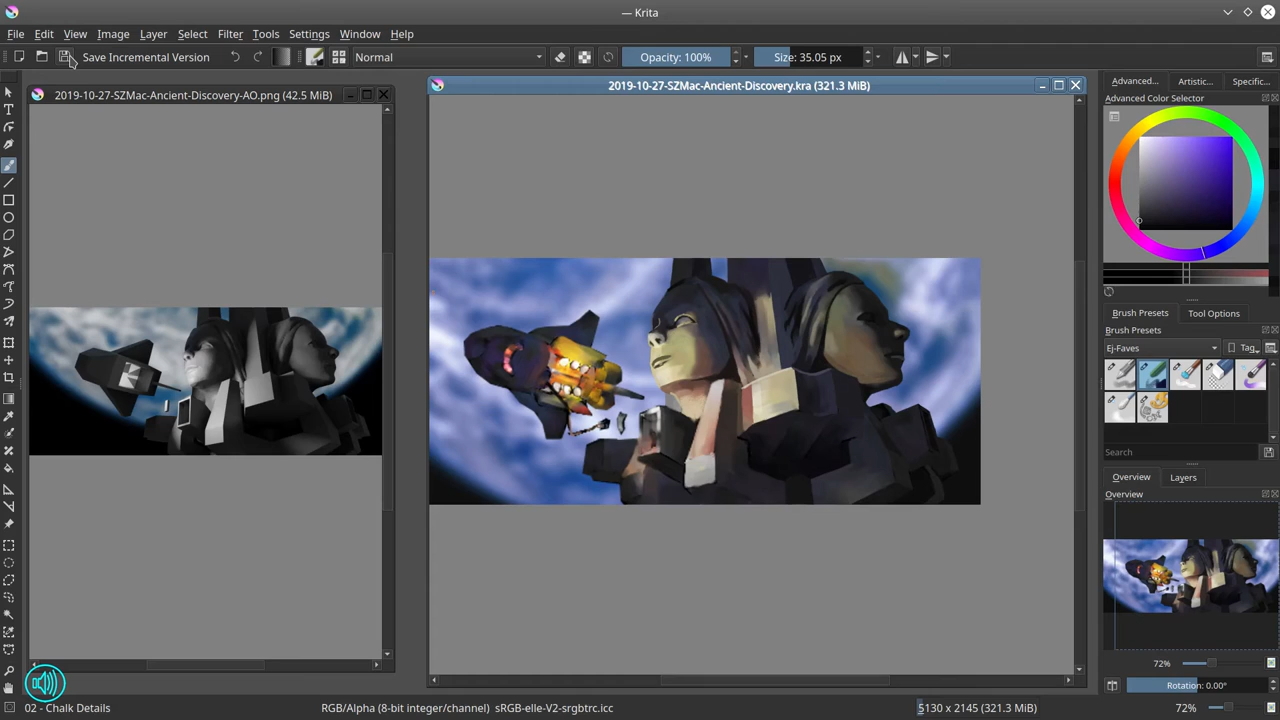 — Krita
File Edit View Image Layer Select Filter Tools Settings Window Help
Save Incremental Version Normal Opacity: 100% Size: 35.05 px
2019-10-27-SZMac-Ancient-Discovery-AO.png (42.5 MiB)
2019-10-27-SZMac-Ancient-Discovery.kra (321.3 MiB)
Advanced... Artistic... Specific...
Advanced Color Selector
Brush Presets Tool Options
Brush Presets
Ej-Faves Tag
Search
Overview Layers
Overview
72%
Rotation: 0.00°
02 - Chalk Details RGB/Alpha (8-bit integer/channel) sRGB-elle-V2-srgbtrc.icc 5130 x 2145 (321.3 MiB) 72%